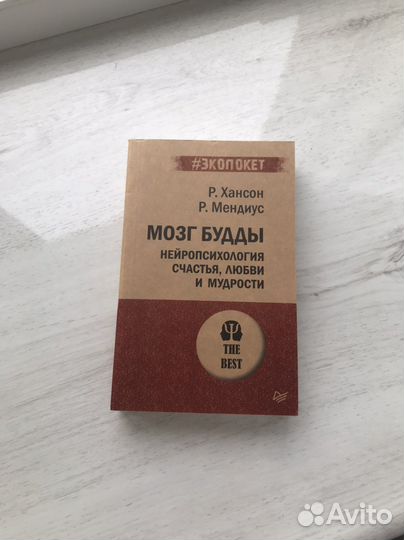 #ЭКОПОКЕТ
Р. Хансон
Р. Мендиус
МОЗГ БУДДЫ
НЕЙРОПСИХОЛОГИЯ
СЧАСТЬЯ, ЛЮБВИ
И МУДРОСТИ
THE
BEST
Avito